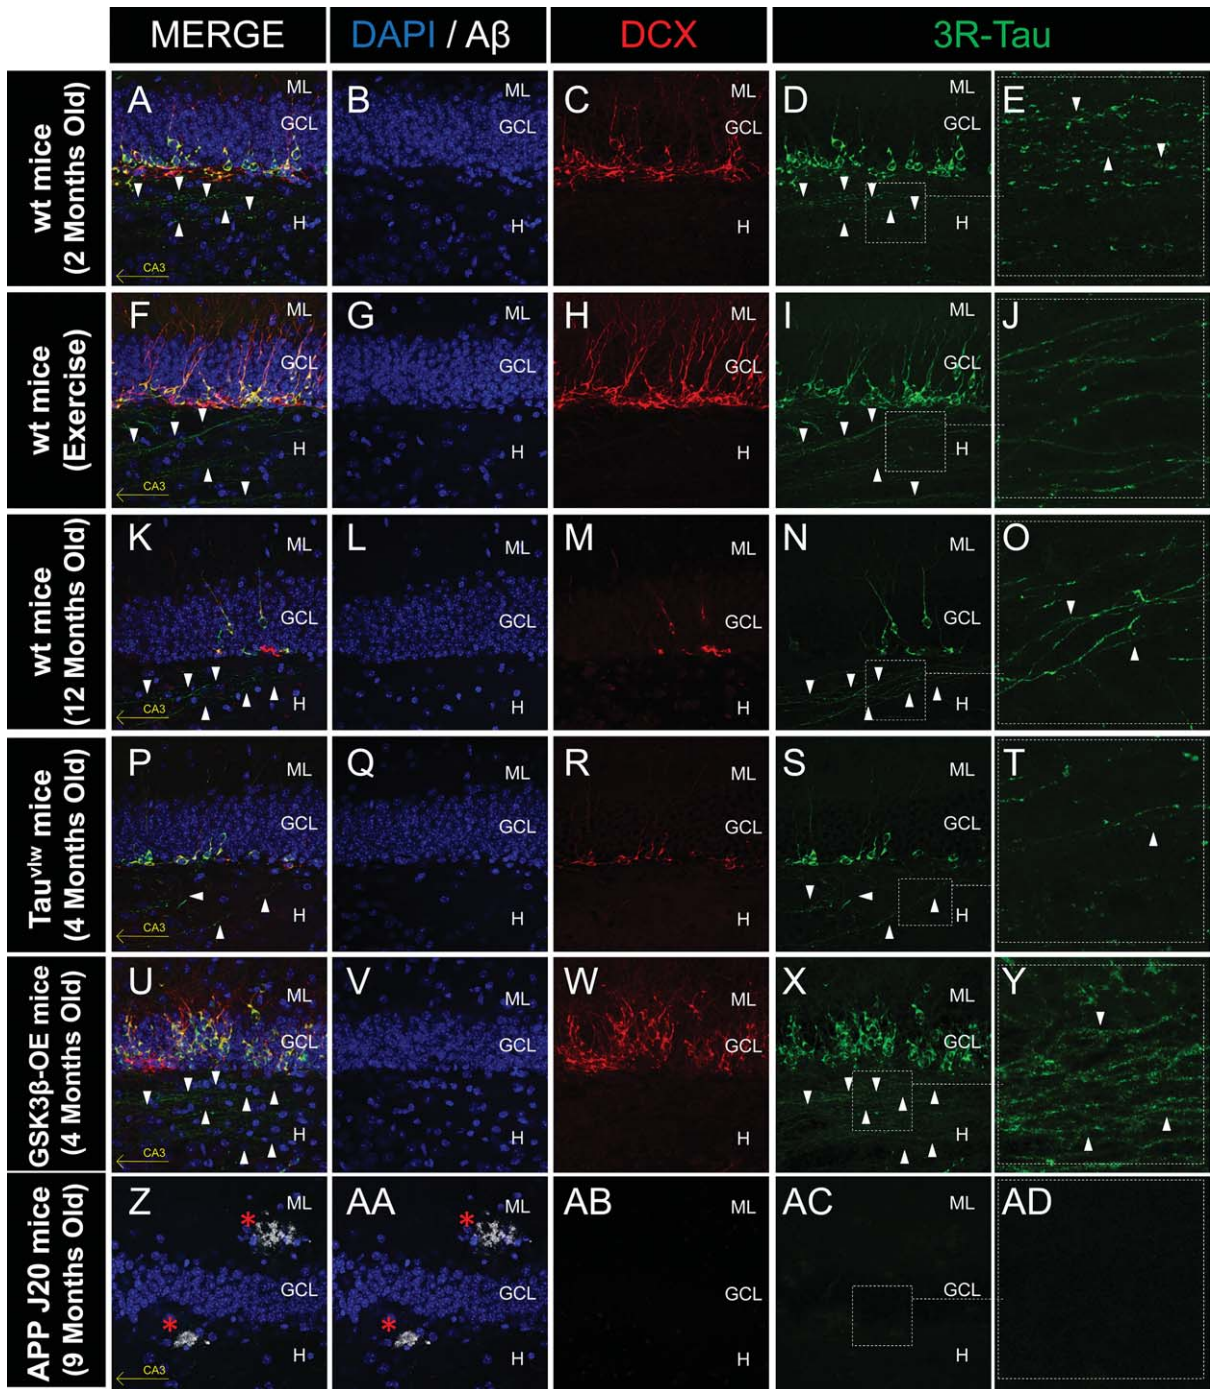 MERGE
DAPI / Aβ
DCX
3R-Tau
wt mice
(2 Months Old)
A
ML
GCL
H
CA3
B
ML
GCL
H
C
ML
GCL
H
D
ML
GCL
H
E
wt mice
(Exercise)
F
ML
GCL
H
CA3
G
ML
GCL
H
H
ML
GCL
H
I
ML
GCL
H
J
wt mice
(12 Months Old)
K
ML
GCL
H
CA3
L
ML
GCL
H
M
ML
GCL
H
N
ML
GCL
H
O
Tauvlw mice
(4 Months Old)
P
ML
GCL
H
CA3
Q
ML
GCL
H
R
ML
GCL
H
S
ML
GCL
H
T
GSK3β-OE mice
(4 Months Old)
U
ML
GCL
H
CA3
V
ML
GCL
H
W
ML
GCL
H
X
ML
GCL
H
Y
APP J20 mice
(9 Months Old)
Z
*
ML
GCL
*
H
CA3
AA
*
ML
GCL
*
H
AB
ML
GCL
H
AC
ML
GCL
H
AD